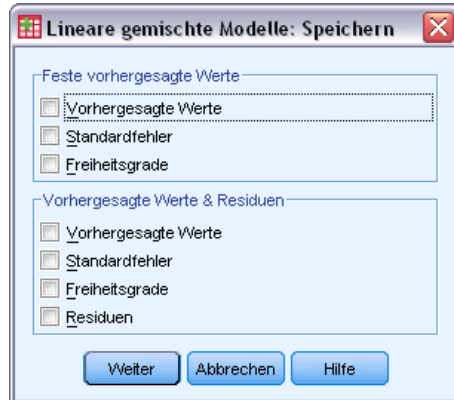 Lineare gemischte Modelle: Speichern
Feste vorhergesagte Werte
Vorhergesagte Werte
Standardfehler
Freiheitsgrade
Vorhergesagte Werte & Residuen
Vorhergesagte Werte
Standardfehler
Freiheitsgrade
Residuen
Weiter Abbrechen Hilfe